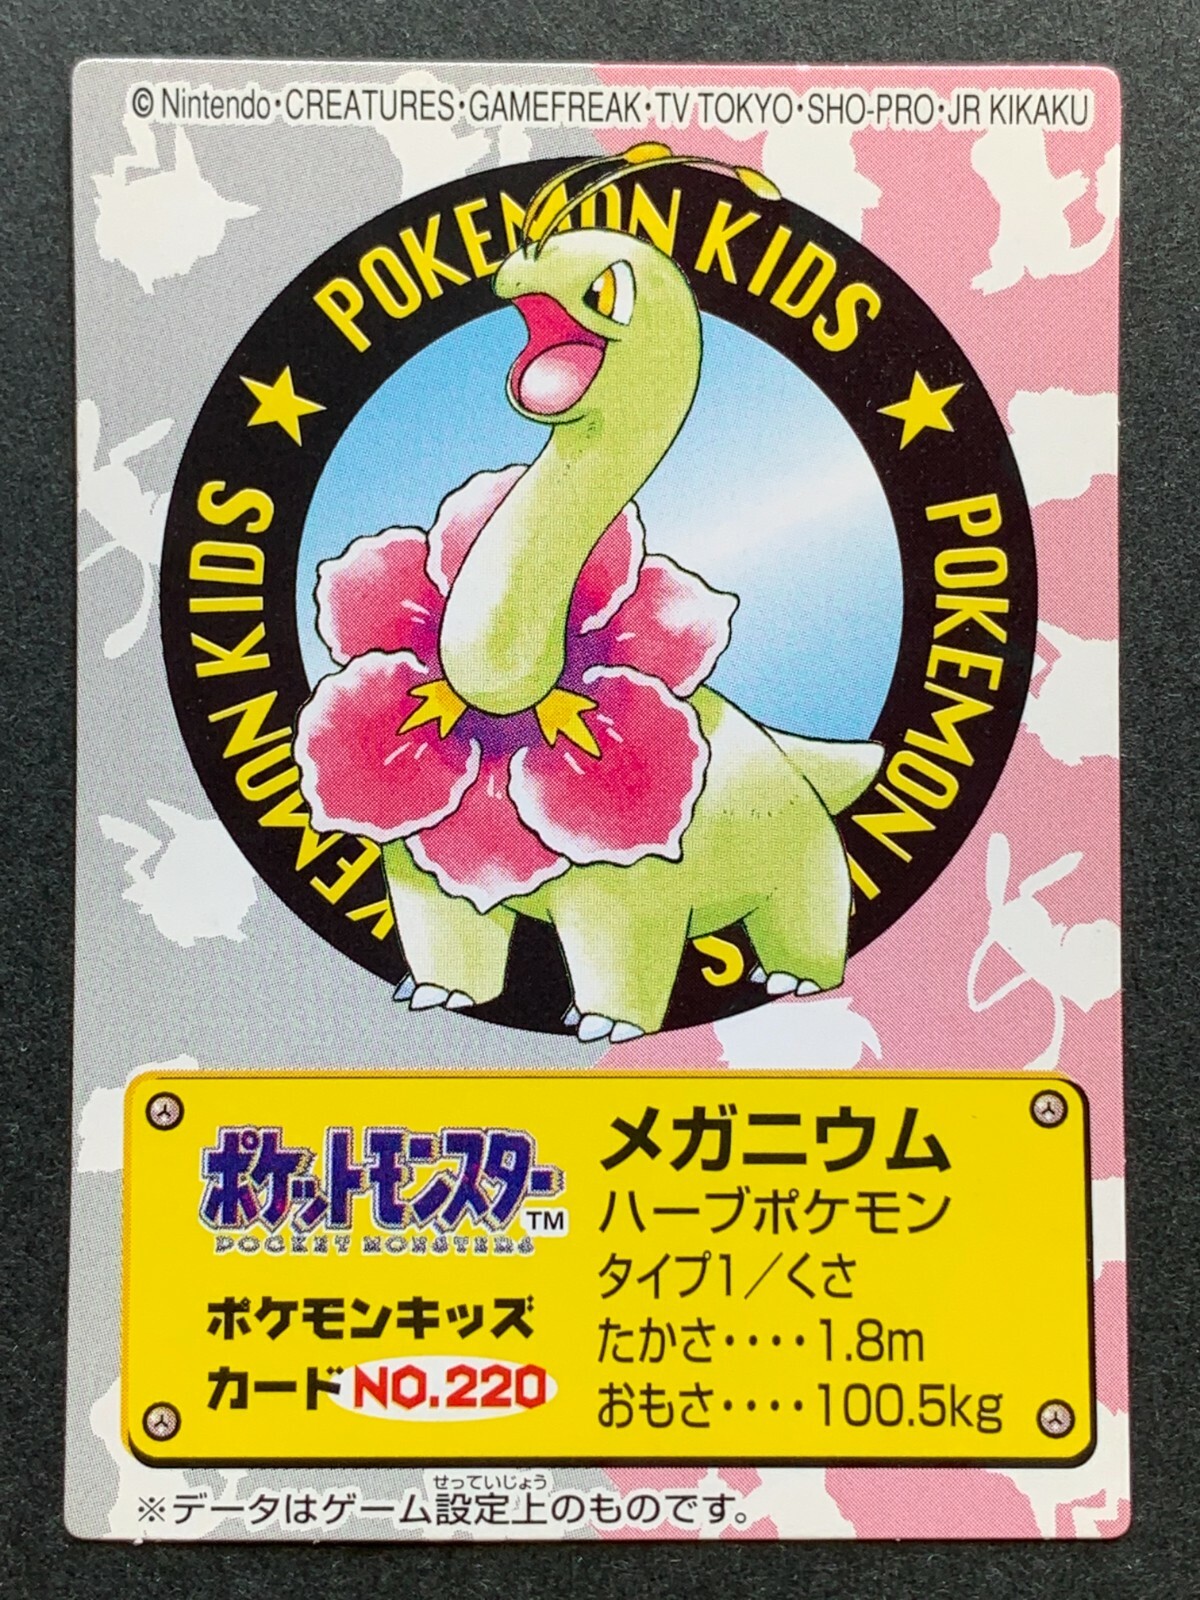 © Nintendo・CREATURES・GAMEFREAK・TV TOKYO・SHO-PRO・JR KIKAKU
POKEMON KIDS ★ POKEMON K S ★ KEMON KIDS
ポケットモンスター TM
POCKET MONSTERS
ポケモンキッズ
カード NO.220
メガニウム
ハーブポケモン
タイプ1／くさ
たかさ････1.8m
おもさ････100.5kg
せっていじょう
※データはゲーム設定上のものです。